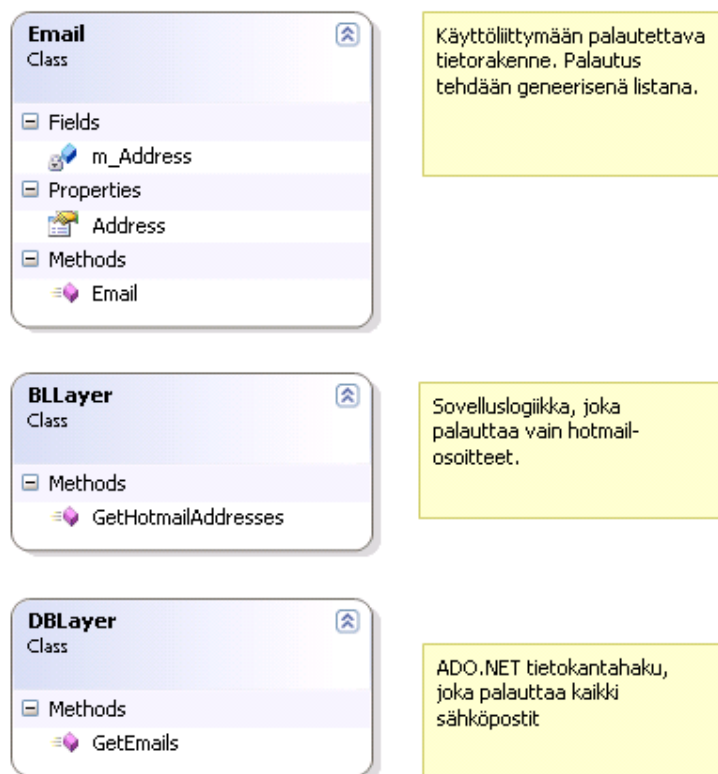 Email
Class
Fields
m_Address
Properties
Address
Methods
Email
Käyttöliittymään palautettava
tietorakenne. Palautus
tehdään geneerisenä listana.
BLLayer
Class
Methods
GetHotmailAddresses
Sovelluslogiikka, joka
palauttaa vain hotmail-
osoitteet.
DBLayer
Class
Methods
GetEmails
ADO.NET tietokantahaku,
joka palauttaa kaikki
sähköpostit